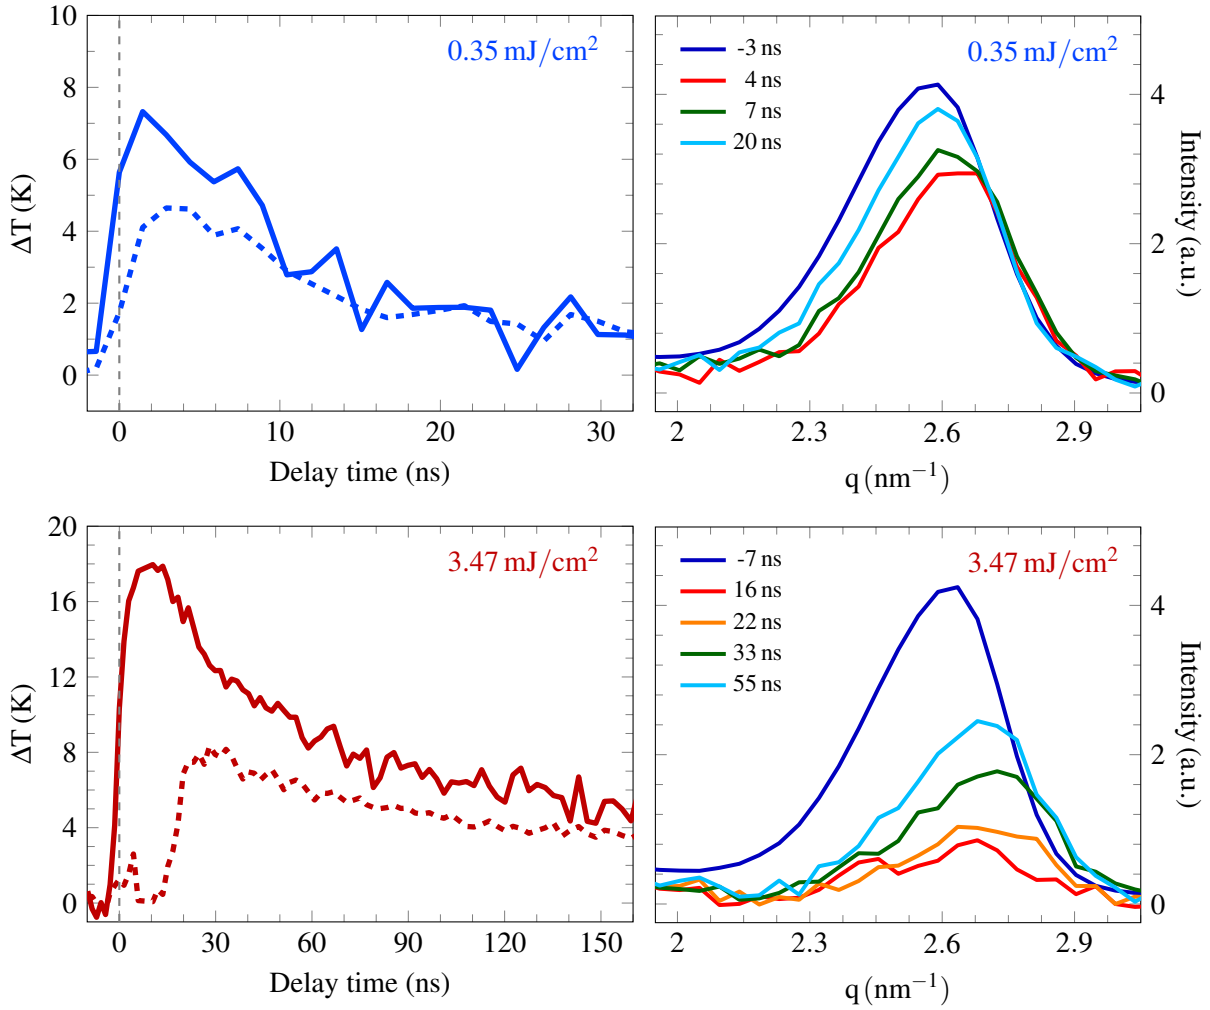 10
8
6
4
2
0
ΔT (K)
0.35 mJ/cm²
0
10
20
30
Delay time (ns)
-3 ns
4 ns
7 ns
20 ns
0.35 mJ/cm²
4
2
0
Intensity (a.u.)
2
2.3
2.6
2.9
q (nm⁻¹)
20
16
12
8
4
0
ΔT (K)
3.47 mJ/cm²
0
30
60
90
120
150
Delay time (ns)
-7 ns
16 ns
22 ns
33 ns
55 ns
3.47 mJ/cm²
4
2
0
Intensity (a.u.)
2
2.3
2.6
2.9
q (nm⁻¹)